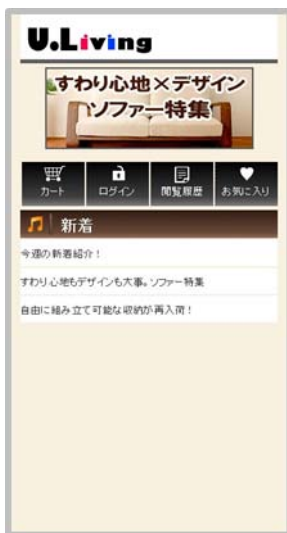 U.Living
すわり心地×デザイン
ソファー特集
カート
ログイン
閲覧履歴
お気に入り
新着
今週の新着紹介！
すわり心地もデザインも大事。ソファー特集
自由に組み立て可能な収納が再入荷！